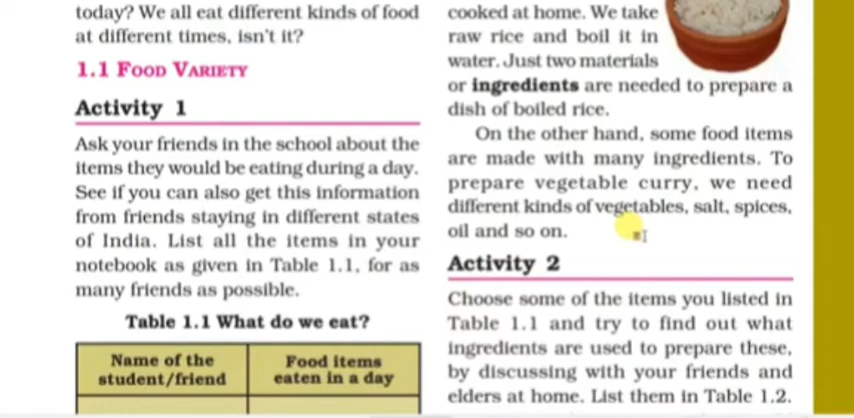 today? We all eat different kinds of food
at different times, isn't it?
1.1 FOOD VARIETY
Activity 1
Ask your friends in the school about the
items they would be eating during a day.
See if you can also get this information
from friends staying in different states
of India. List all the items in your
notebook as given in Table 1.1, for as
many friends as possible.
Table 1.1 What do we eat?
Name of the
student/friend
Food items
eaten in a day
cooked at home. We take
raw rice and boil it in
water. Just two materials
or ingredients are needed to prepare a
dish of boiled rice.
On the other hand, some food items
are made with many ingredients. To
prepare vegetable curry, we need
different kinds of vegetables, salt, spices,
oil and so on.
Activity 2
Choose some of the items you listed in
Table 1.1 and try to find out what
ingredients are used to prepare these,
by discussing with your friends and
elders at home. List them in Table 1.2.